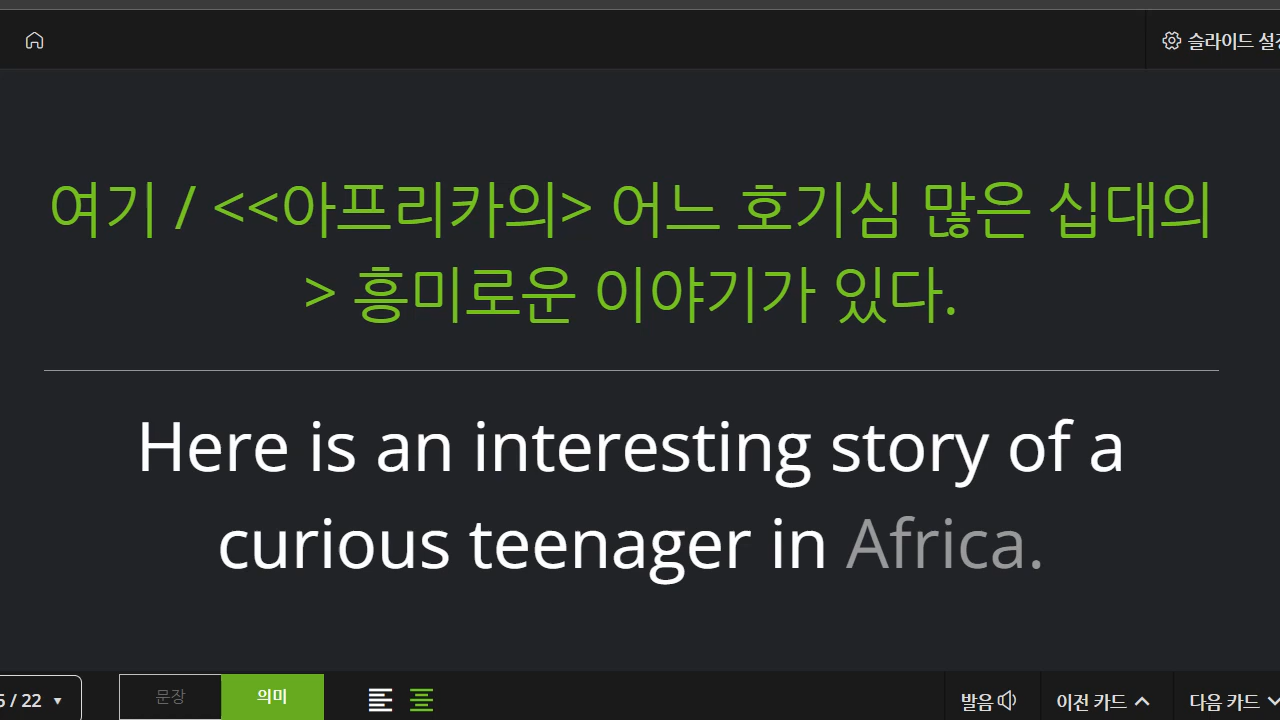 슬라이드 설정
여기 / <<아프리카의> 어느 호기심 많은 십대의
> 흥미로운 이야기가 있다.
Here is an interesting story of a
curious teenager in Africa.
/ 22
문장
의미
발음
이전 카드
다음 카드